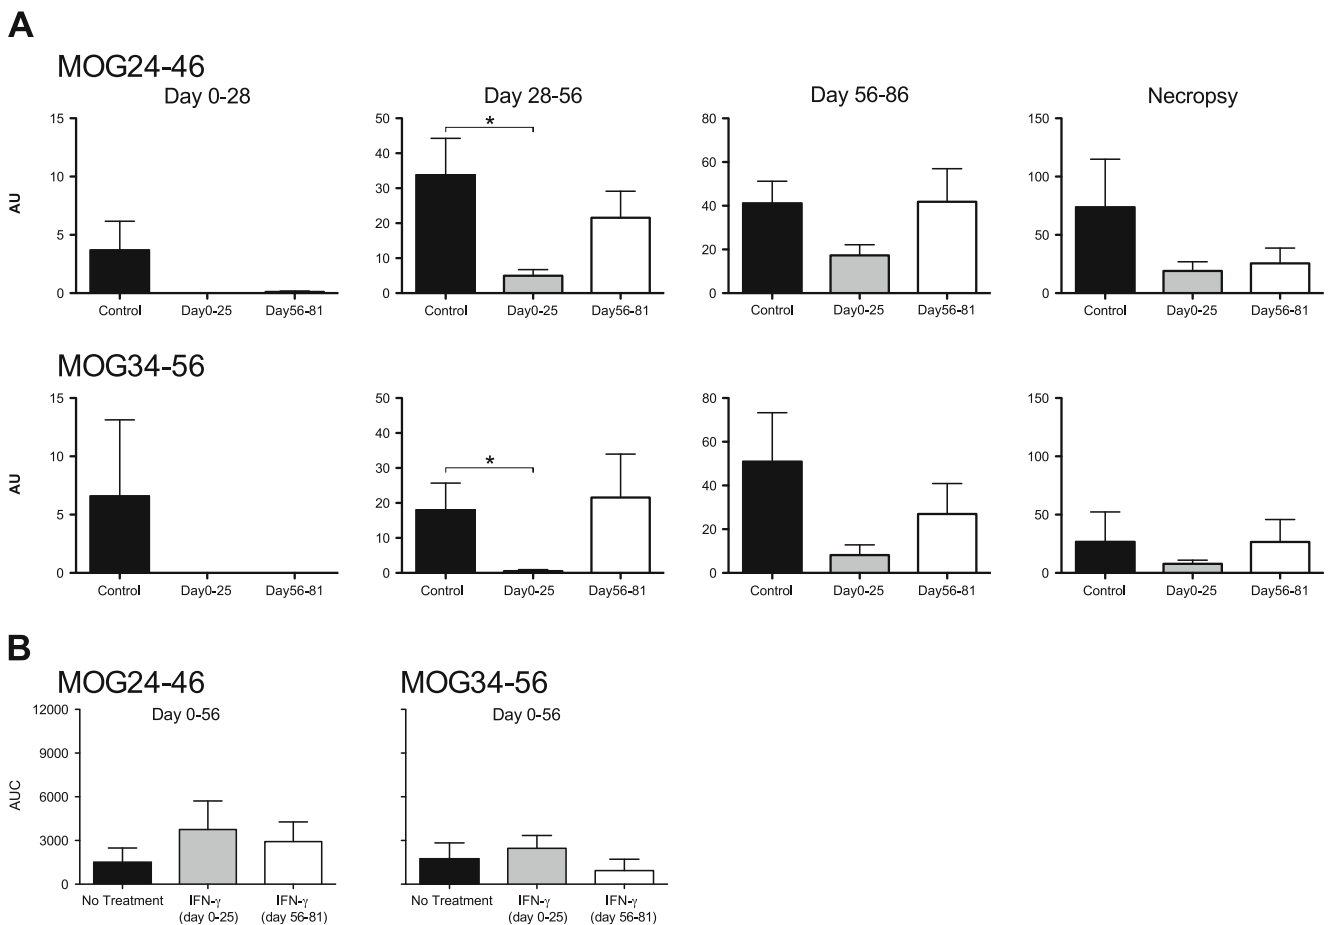 A
MOG24-46
Day 0-28
Day 28-56
Day 56-86
Necropsy
AU
15
10
5
0
Control
Day0-25
Day56-81
50
40
30
20
10
0
*
Control
Day0-25
Day56-81
80
60
40
20
0
Control
Day0-25
Day56-81
150
100
50
0
Control
Day0-25
Day56-81
MOG34-56
AU
15
10
5
0
Control
Day0-25
Day56-81
50
40
30
20
10
0
*
Control
Day0-25
Day56-81
80
60
40
20
0
Control
Day0-25
Day56-81
150
100
50
0
Control
Day0-25
Day56-81
B
MOG24-46
Day 0-56
AUC
12000
9000
6000
3000
0
No Treatment
IFN-γ
(day 0-25)
IFN-γ
(day 56-81)
MOG34-56
Day 0-56
No Treatment
IFN-γ
(day 0-25)
IFN-γ
(day 56-81)